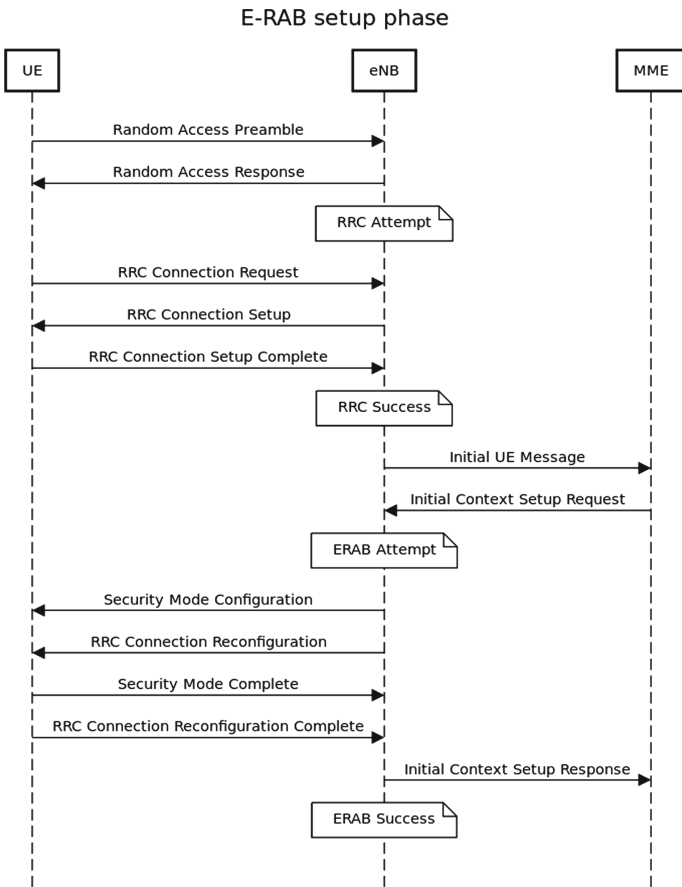 E-RAB setup phase
UE
eNB
MME
Random Access Preamble
Random Access Response
RRC Attempt
RRC Connection Request
RRC Connection Setup
RRC Connection Setup Complete
RRC Success
Initial UE Message
Initial Context Setup Request
ERAB Attempt
Security Mode Configuration
RRC Connection Reconfiguration
Security Mode Complete
RRC Connection Reconfiguration Complete
Initial Context Setup Response
ERAB Success